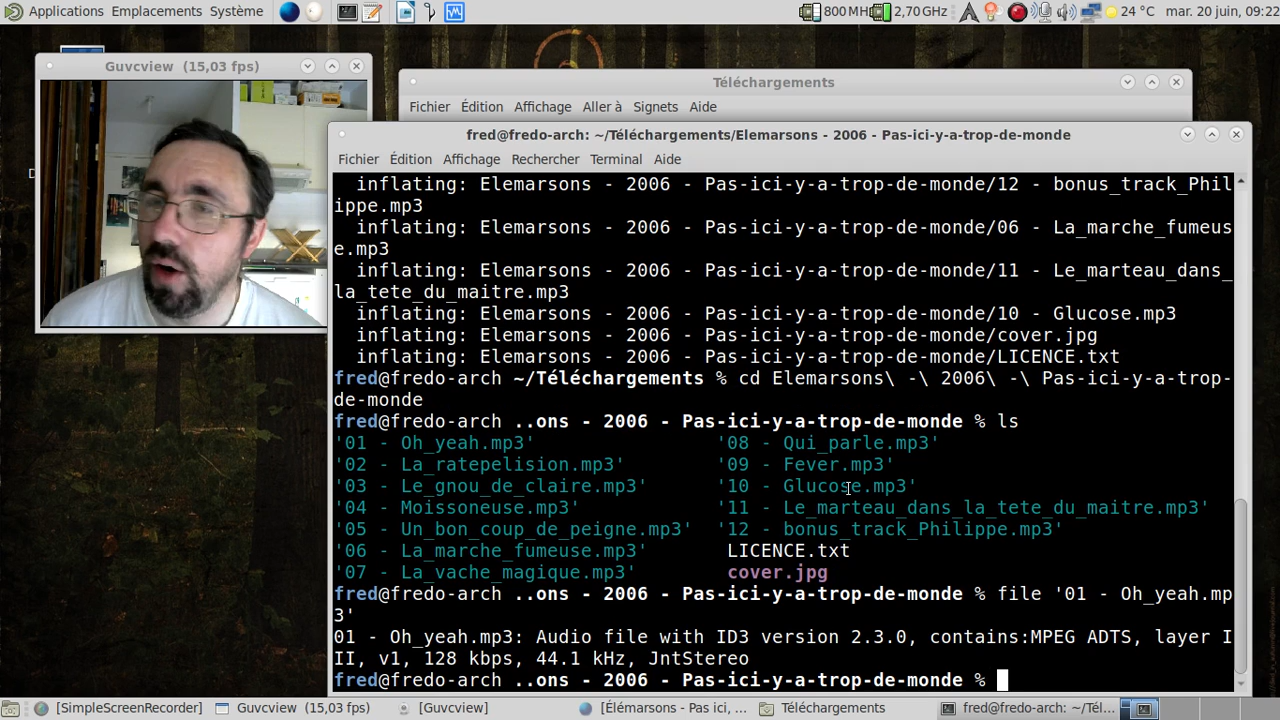 Applications Emplacements Système 800 MH 2,70 GHz 24 °C mar. 20 juin, 09:22
Guvcview (15,03 fps)
Téléchargements
Fichier Édition Affichage Aller à Signets Aide
fred@fredo-arch: ~/Téléchargements/Elemarsons - 2006 - Pas-ici-y-a-trop-de-monde
Fichier Édition Affichage Rechercher Terminal Aide
inflating: Elemarsons - 2006 - Pas-ici-y-a-trop-de-monde/12 - bonus_track_Phil
ippe.mp3
inflating: Elemarsons - 2006 - Pas-ici-y-a-trop-de-monde/06 - La_marche_fumeus
e.mp3
inflating: Elemarsons - 2006 - Pas-ici-y-a-trop-de-monde/11 - Le_marteau_dans_
la_tete_du_maitre.mp3
inflating: Elemarsons - 2006 - Pas-ici-y-a-trop-de-monde/10 - Glucose.mp3
inflating: Elemarsons - 2006 - Pas-ici-y-a-trop-de-monde/cover.jpg
inflating: Elemarsons - 2006 - Pas-ici-y-a-trop-de-monde/LICENCE.txt
fred@fredo-arch ~/Téléchargements % cd Elemarsons\ -\ 2006\ -\ Pas-ici-y-a-trop-
de-monde
fred@fredo-arch ..ons - 2006 - Pas-ici-y-a-trop-de-monde % ls
'01 - Oh_yeah.mp3' '08 - Qui_parle.mp3'
'02 - La_ratepelision.mp3' '09 - Fever.mp3'
'03 - Le_gnou_de_claire.mp3' '10 - Glucose.mp3'
'04 - Moissoneuse.mp3' '11 - Le_marteau_dans_la_tete_du_maitre.mp3'
'05 - Un_bon_coup_de_peigne.mp3' '12 - bonus_track_Philippe.mp3'
'06 - La_marche_fumeuse.mp3' LICENCE.txt
'07 - La_vache_magique.mp3' cover.jpg
fred@fredo-arch ..ons - 2006 - Pas-ici-y-a-trop-de-monde % file '01 - Oh_yeah.mp
3'
01 - Oh_yeah.mp3: Audio file with ID3 version 2.3.0, contains:MPEG ADTS, layer I
II, v1, 128 kbps, 44.1 kHz, JntStereo
fred@fredo-arch ..ons - 2006 - Pas-ici-y-a-trop-de-monde %
[SimpleScreenRecorder] Guvcview (15,03 fps) [Guvcview] [Élémarsons - Pas ici, ... Téléchargements fred@fredo-arch: ~/Tél...